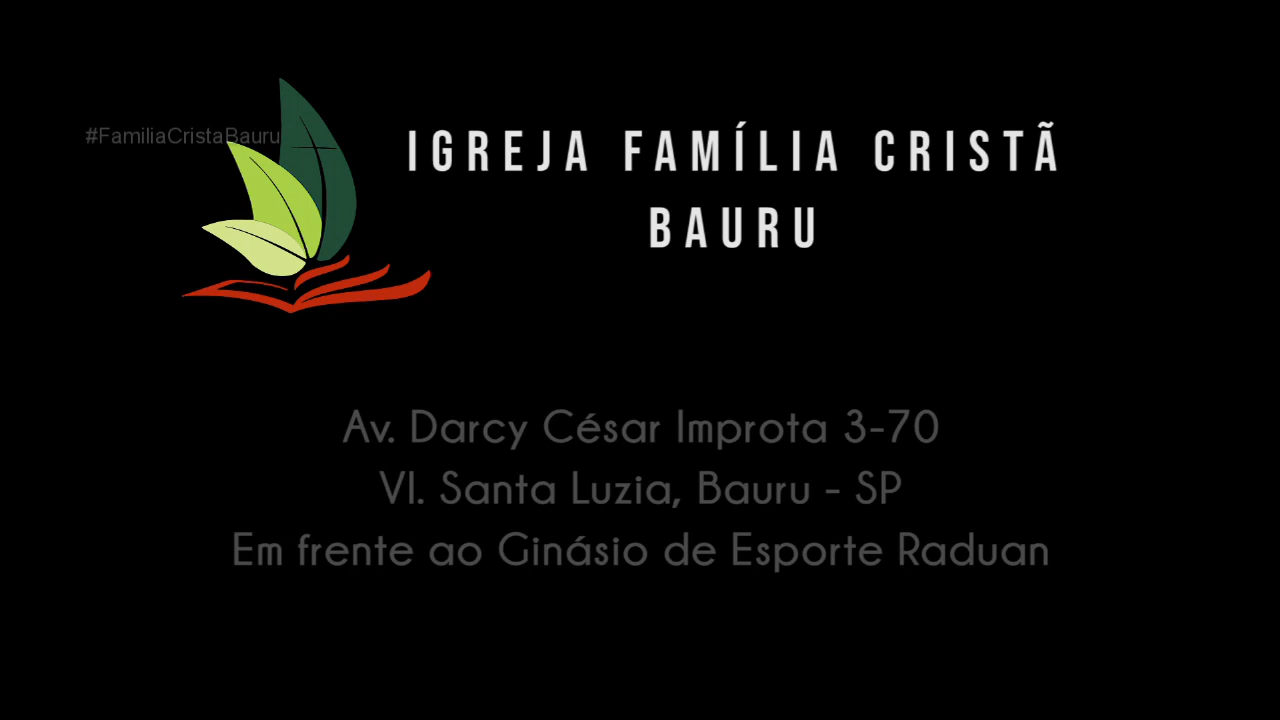 #FamiliaCristaBauru
IGREJA FAMÍLIA CRISTÃ
BAURU
Av. Darcy César Improta 3-70
Vl. Santa Luzia, Bauru - SP
Em frente ao Ginásio de Esporte Raduan